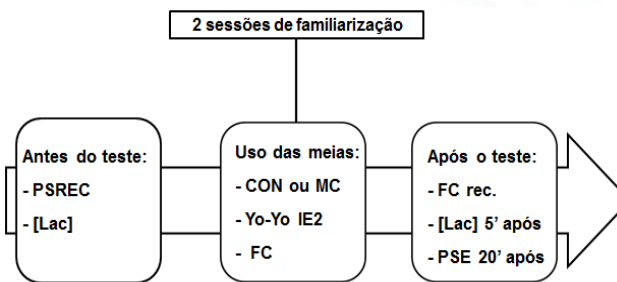 2 sessões de familiarização
Antes do teste:
- PSREC
- [Lac]
Uso das meias:
- CON ou MC
- Yo-Yo IE2
- FC
Após o teste:
- FC rec.
- [Lac] 5’ após
- PSE 20’ após